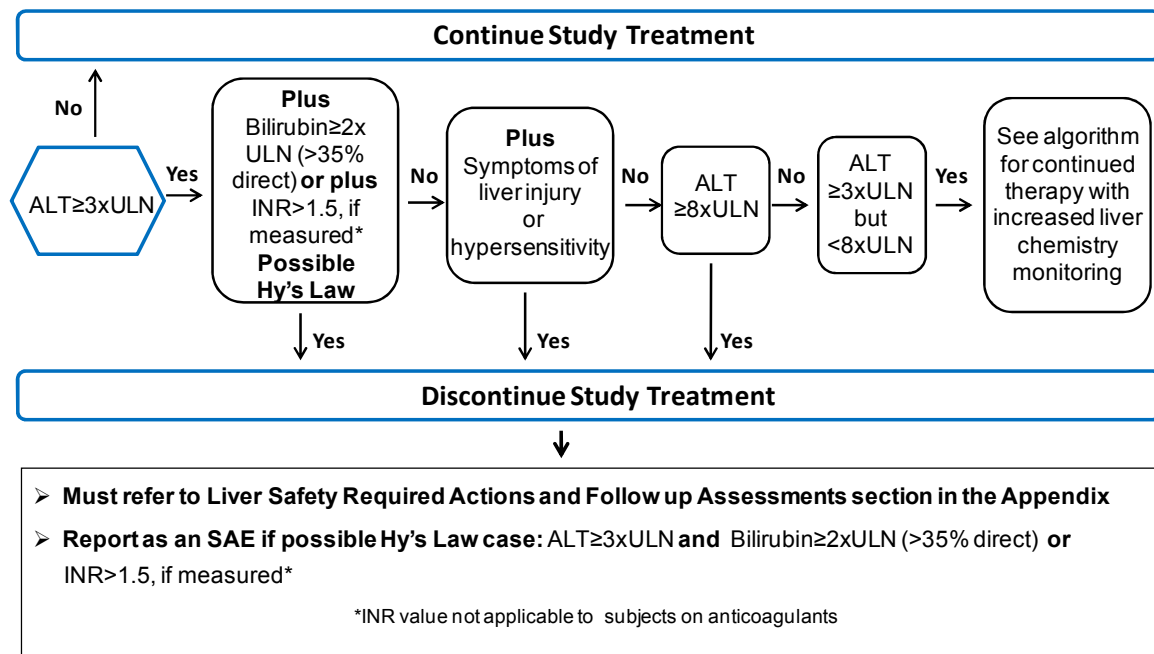 Continue Study Treatment
No
ALT≥3xULN
Yes
Plus
Bilirubin≥2x
ULN (>35%
direct) or plus
INR>1.5, if
measured*
Possible
Hy's Law
No
Yes
Plus
Symptoms of
liver injury
or
hypersensitivity
No
Yes
ALT
≥8xULN
No
Yes
ALT
≥3xULN
but
<8xULN
Yes
See algorithm
for continued
therapy with
increased liver
chemistry
monitoring
Discontinue Study Treatment
➢ Must refer to Liver Safety Required Actions and Follow up Assessments section in the Appendix
➢ Report as an SAE if possible Hy's Law case: ALT≥3xULN and Bilirubin≥2xULN (>35% direct) or
INR>1.5, if measured*
*INR value not applicable to subjects on anticoagulants